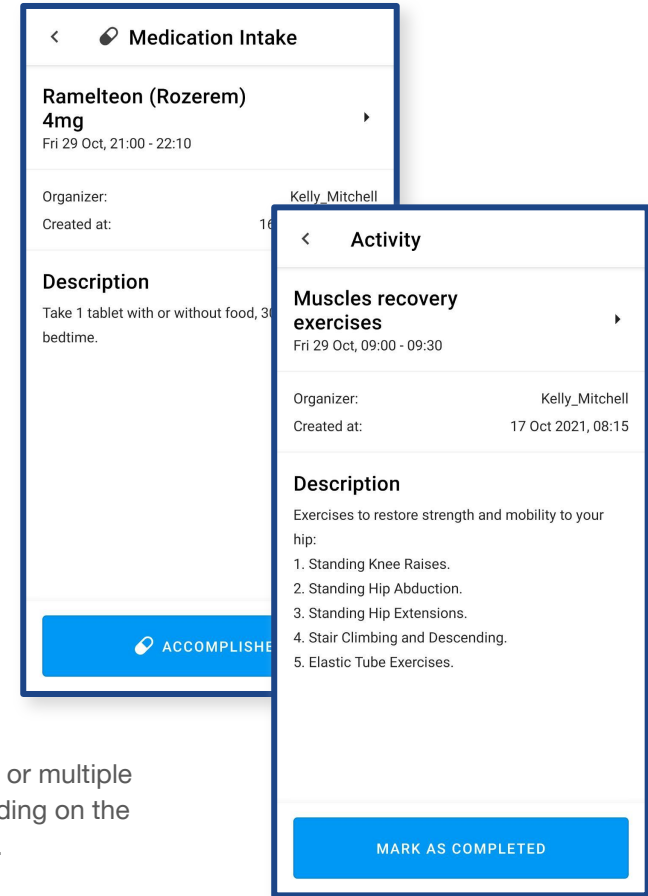 Medication Intake
Ramelteon (Rozerem)
4mg
Fri 29 Oct, 21:00 - 22:10
Organizer: Kelly_Mitchell
Created at:
Description
Take 1 tablet with or without food,
bedtime.
Activity
Muscles recovery
exercises
Fri 29 Oct, 09:00 - 09:30
Organizer: Kelly_Mitchell
Created at: 17 Oct 2021, 08:15
Description
Exercises to restore strength and mobility to your
hip:
1. Standing Knee Raises.
2. Standing Hip Abduction.
3. Standing Hip Extensions.
4. Stair Climbing and Descending.
5. Elastic Tube Exercises.
MARK AS COMPLETED
or multiple
on the